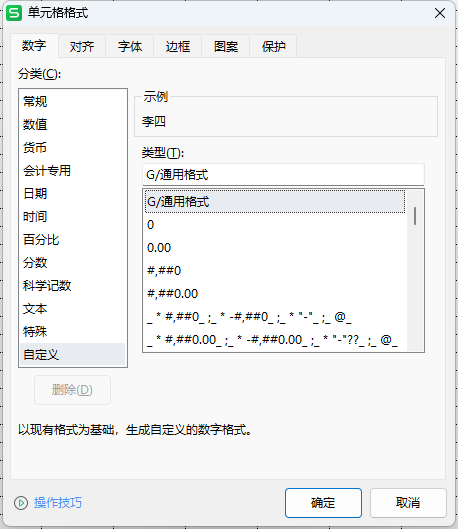 单元格格式
数字 对齐 字体 边框 图案 保护
分类(C):
常规
数值
货币
会计专用
日期
时间
百分比
分数
科学记数
文本
特殊
自定义
示例
李四
类型(T):
G/通用格式
G/通用格式
0
0.00
#,##0
#,##0.00
_ * #,##0_ ;_ * -#,##0_ ;_ * "-"_ ;_ @_
_ * #,##0.00_ ;_ * -#,##0.00_ ;_ * "-"??_ ;_ @_
删除(D)
以现有格式为基础，生成自定义的数字格式。
操作技巧
确定
取消